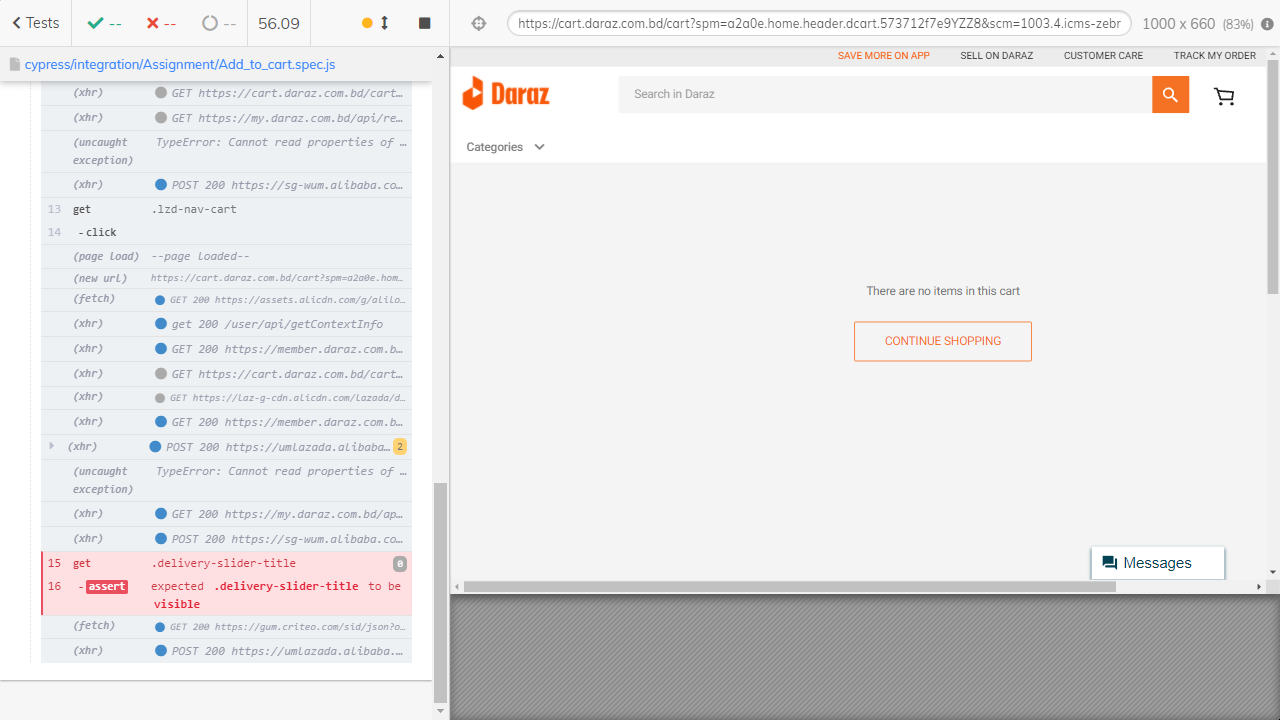 Tests
--
--
--
56.09
cypress/integration/Assignment/Add_to_cart.spec.js
(xhr) GET https://cart.daraz.com.bd/cart…
(xhr) GET https://my.daraz.com.bd/api/re…
(uncaught exception) TypeError: Cannot read properties of …
(xhr) POST 200 https://sg-wum.alibaba.co…
13 get .lzd-nav-cart
14 -click
(page load) --page loaded--
(new url) https://cart.daraz.com.bd/cart?spm=a2a0e.hom…
(fetch) GET 200 https://assets.alicdn.com/g/alilo…
(xhr) get 200 /user/api/getContextInfo
(xhr) GET 200 https://member.daraz.com.b…
(xhr) GET https://cart.daraz.com.bd/cart…
(xhr) GET https://laz-g-cdn.alicdn.com/lazada/d…
(xhr) GET 200 https://member.daraz.com.b…
(xhr) POST 200 https://umlazada.alibaba… 2
(uncaught exception) TypeError: Cannot read properties of …
(xhr) GET 200 https://my.daraz.com.bd/ap…
(xhr) POST 200 https://sg-wum.alibaba.co…
15 get .delivery-slider-title 0
16 -assert expected .delivery-slider-title to be
visible
(fetch) GET 200 https://gum.criteo.com/sid/json?o…
(xhr) POST 200 https://umlazada.alibaba.…
https://cart.daraz.com.bd/cart?spm=a2a0e.home.header.dcart.573712f7e9YZZ8&scm=1003.4.icms-zebr
1000 x 660 (83%)
SAVE MORE ON APP SELL ON DARAZ CUSTOMER CARE TRACK MY ORDER
Daraz
Search in Daraz
Categories
There are no items in this cart
CONTINUE SHOPPING
Messages